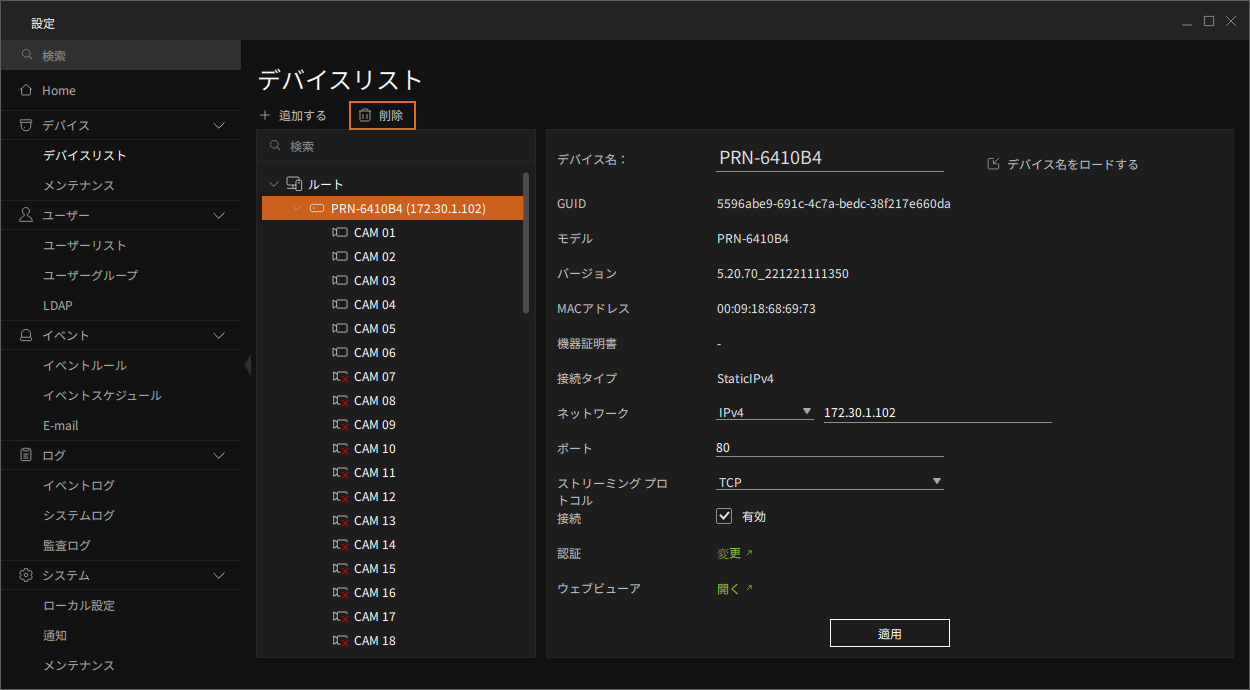 設定
検索
Home
デバイス
デバイスリスト
メンテナンス
ユーザー
ユーザーリスト
ユーザーグループ
LDAP
イベント
イベントルール
イベントスケジュール
E-mail
ログ
イベントログ
システムログ
監査ログ
システム
ローカル設定
通知
メンテナンス
デバイスリスト
追加する
削除
検索
ルート
PRN-6410B4 (172.30.1.102)
CAM 01
CAM 02
CAM 03
CAM 04
CAM 05
CAM 06
CAM 07
CAM 08
CAM 09
CAM 10
CAM 11
CAM 12
CAM 13
CAM 14
CAM 15
CAM 16
CAM 17
CAM 18
デバイス名： PRN-6410B4 デバイス名をロードする
GUID 5596abe9-691c-4c7a-bedc-38f217e660da
モデル PRN-6410B4
バージョン 5.20.70_221221111350
MACアドレス 00:09:18:68:69:73
機器証明書 -
接続タイプ StaticIPv4
ネットワーク IPv4 172.30.1.102
ポート 80
ストリーミング プロ TCP
トコル
接続 有効
認証 変更
ウェブビューア 開く
適用